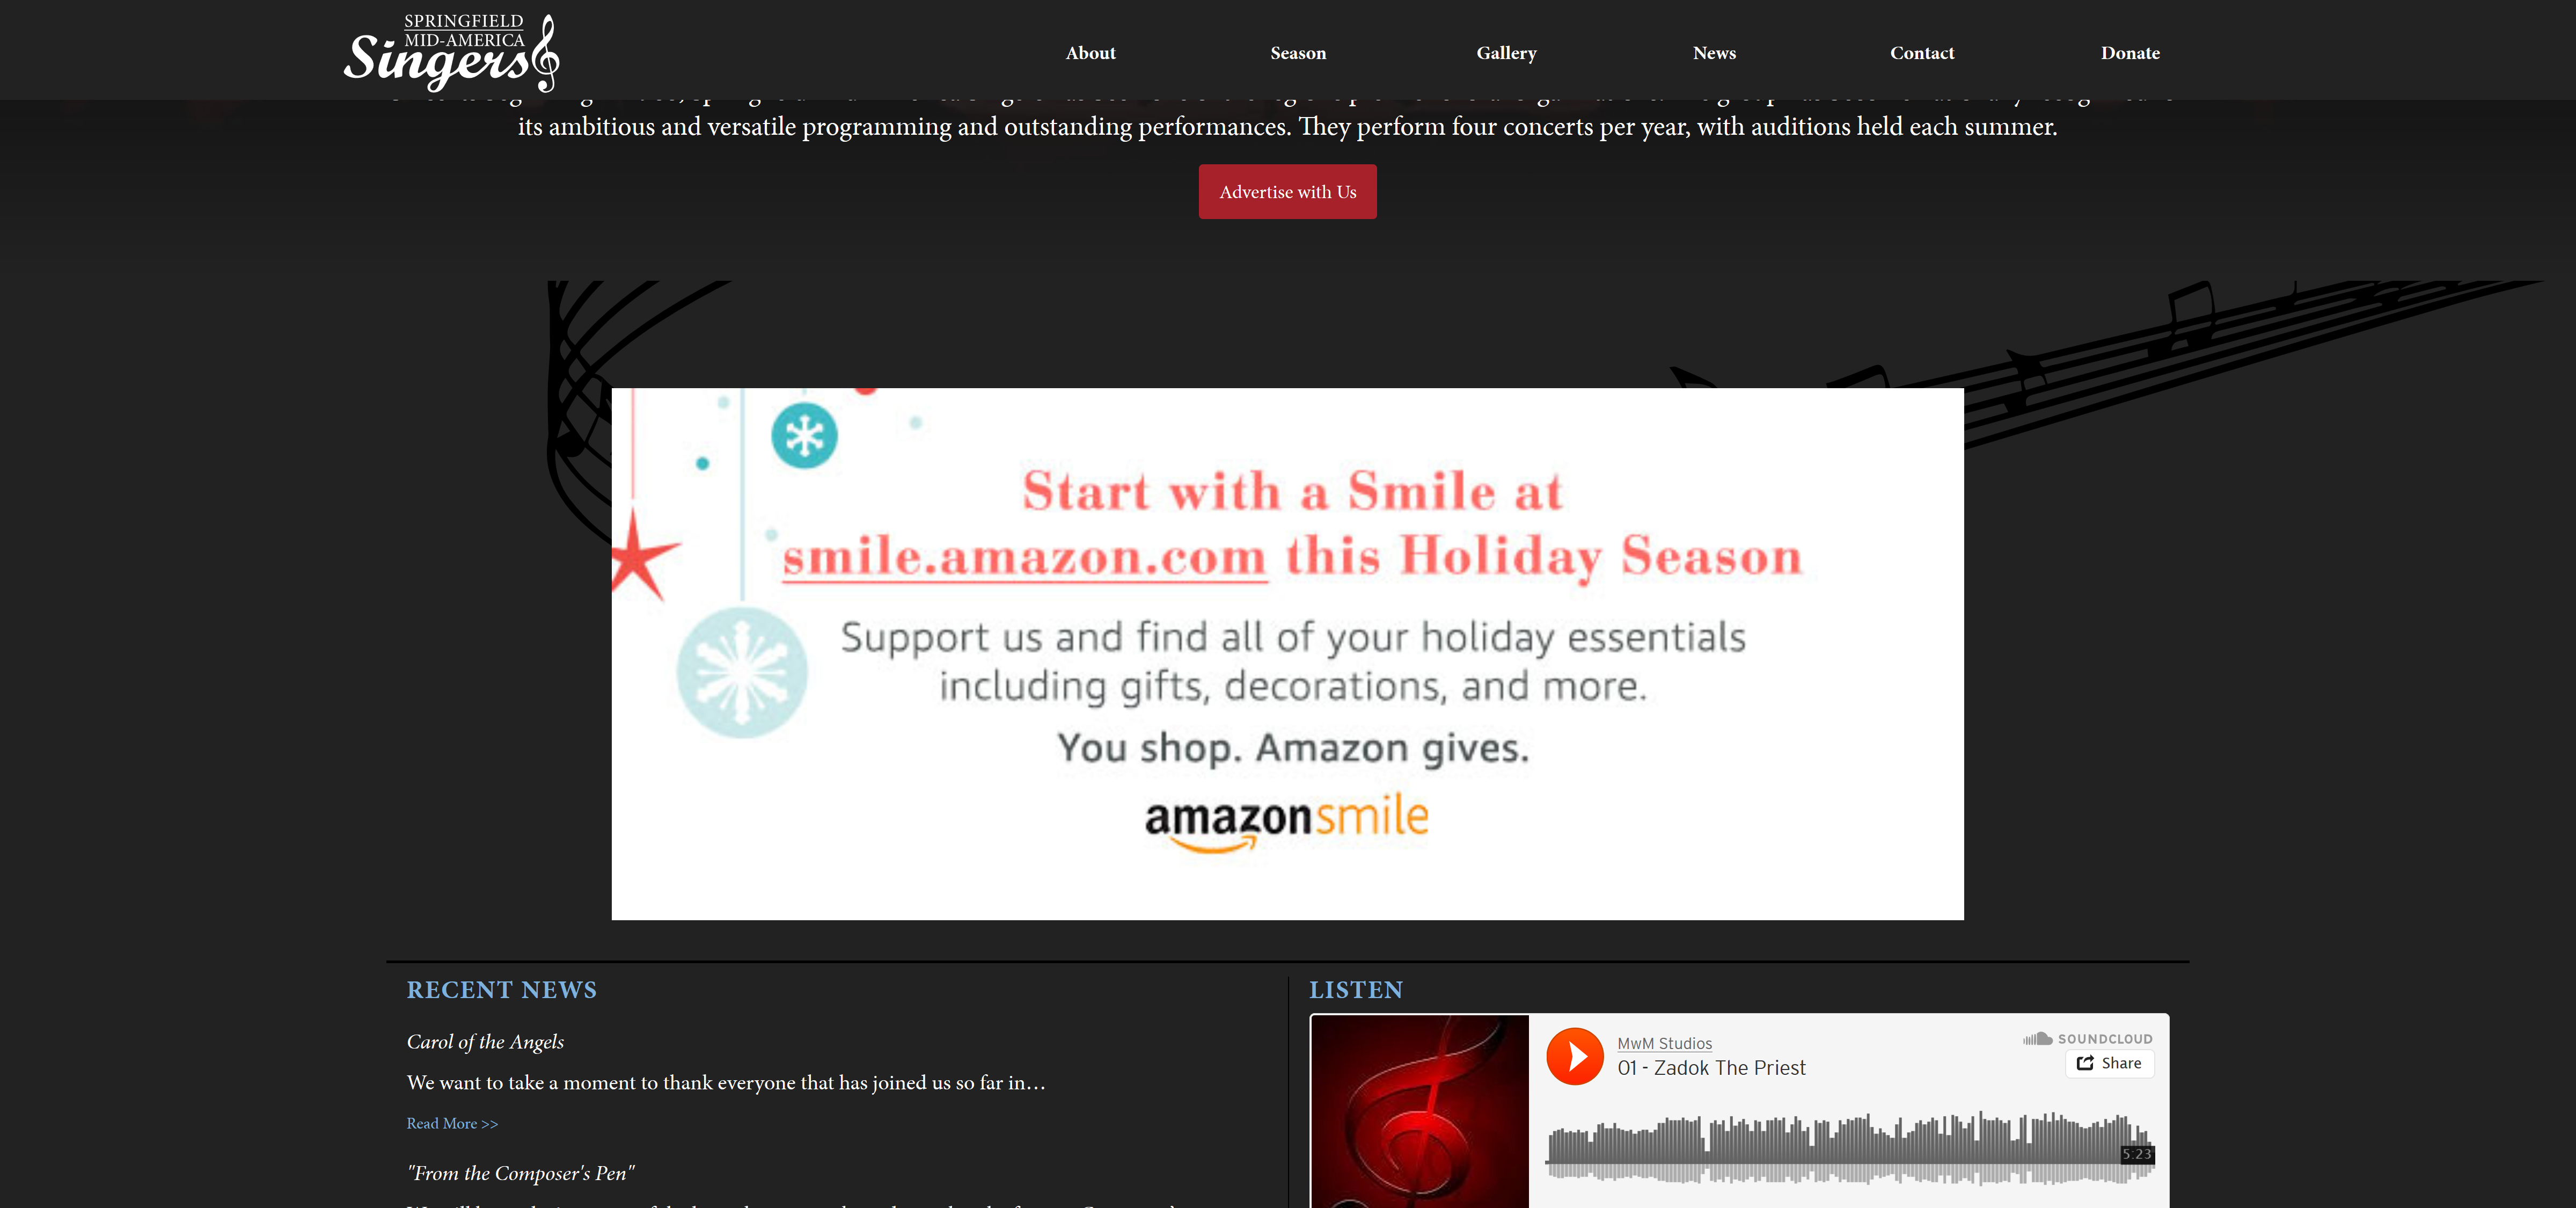 SPRINGFIELD
MID-AMERICA
Singers
About
Season
Gallery
News
Contact
Donate
its ambitious and versatile programming and outstanding performances. They perform four concerts per year, with auditions held each summer.
Advertise with Us
Start with a Smile at
smile.amazon.com this Holiday Season
Support us and find all of your holiday essentials
including gifts, decorations, and more.
You shop. Amazon gives.
amazonsmile
RECENT NEWS
Carol of the Angels
We want to take a moment to thank everyone that has joined us so far in…
Read More >>
"From the Composer's Pen"
LISTEN
MwM Studios
01 - Zadok The Priest
SOUNDCLOUD
Share
5:23